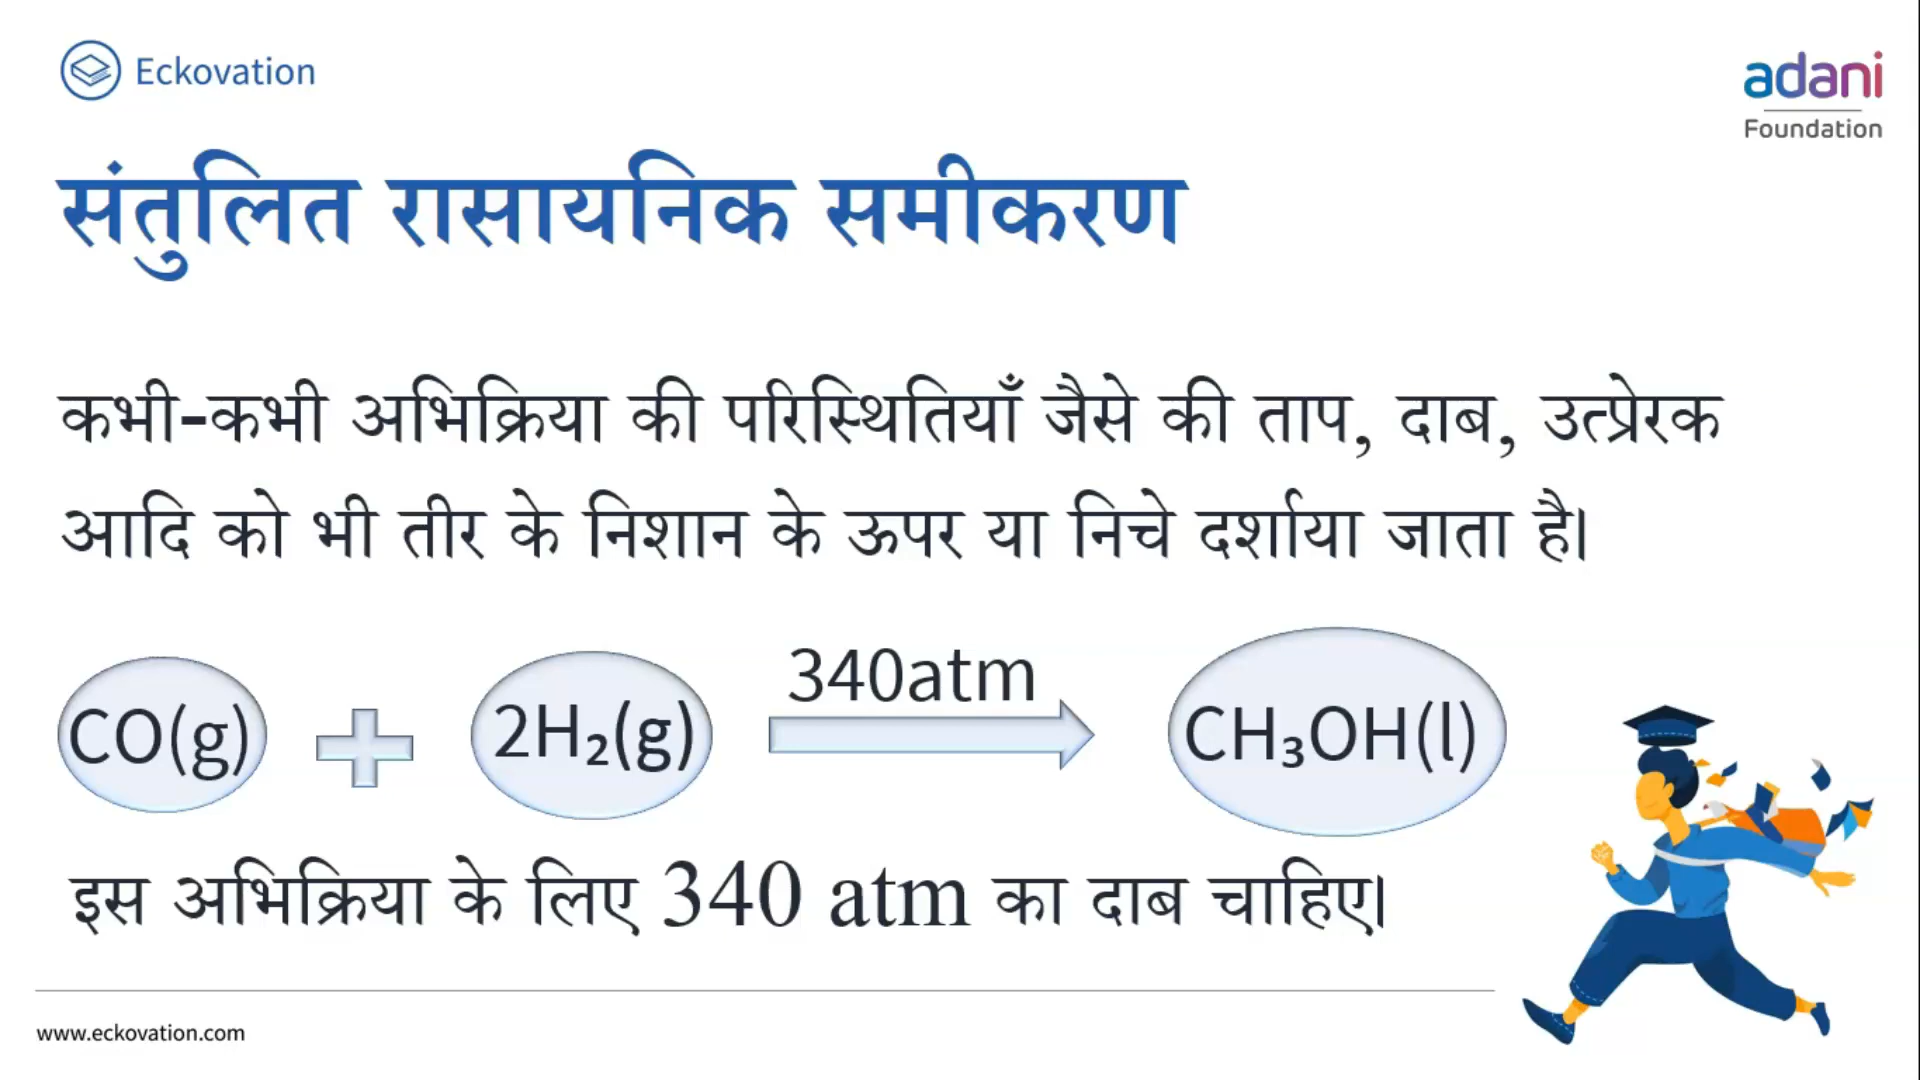 Eckovation
adani
Foundation
संतुलित रासायनिक समीकरण
कभी-कभी अभिक्रिया की परिस्थितियाँ जैसे की ताप, दाब, उत्प्रेरक
आदि को भी तीर के निशान के ऊपर या निचे दर्शाया जाता है।
340atm
CO(g) + 2H₂(g) CH₃OH(l)
इस अभिक्रिया के लिए 340 atm का दाब चाहिए।
www.eckovation.com